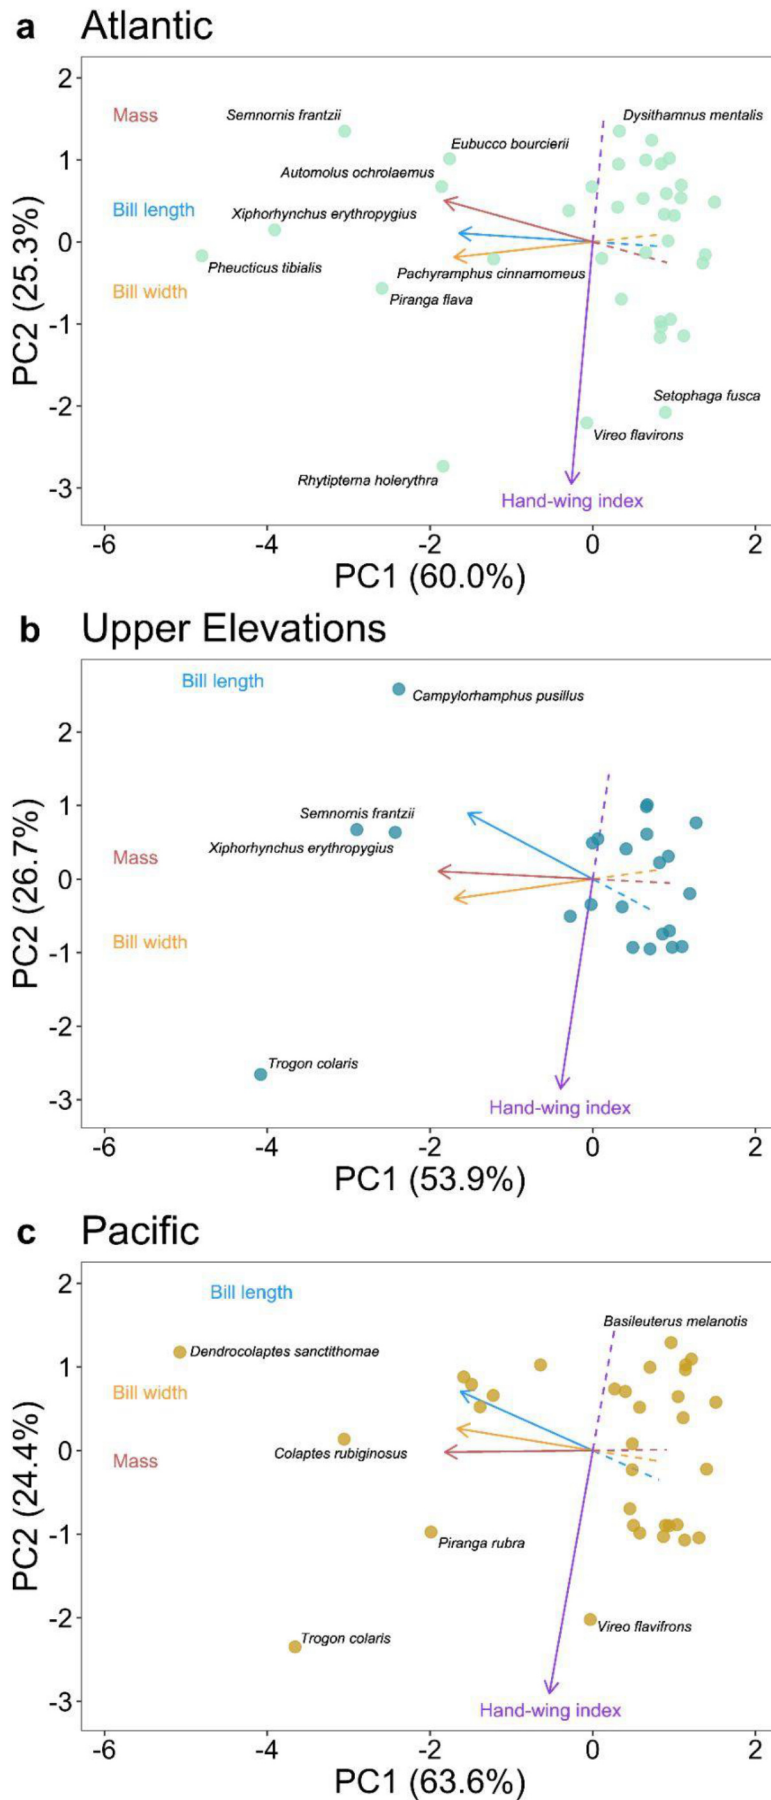 a Atlantic
2
1
0
-1
-2
-3
PC2 (25.3%)
Mass
Semnornis frantzii
Dysithamnus mentalis
Eubucco bourcierii
Automolus ochrolaemus
Bill length
Xiphorhynchus erythropygius
Pheucticus tibialis
Pachyramphus cinnamomeus
Bill width
Piranga flava
Setophaga fusca
Vireo flavirons
Rhytipterna holerythra
Hand-wing index
-6 -4 -2 0 2
PC1 (60.0%)
b Upper Elevations
2
1
0
-1
-2
-3
PC2 (26.7%)
Bill length
Campylorhamphus pusillus
Semnornis frantzii
Xiphorhynchus erythropygius
Mass
Bill width
Trogon colaris
Hand-wing index
-6 -4 -2 0 2
PC1 (53.9%)
c Pacific
2
1
0
-1
-2
-3
PC2 (24.4%)
Bill length
Basileuterus melanotis
Dendrocolaptes sanctithomae
Bill width
Colaptes rubiginosus
Mass
Piranga rubra
Vireo flavifrons
Trogon colaris
Hand-wing index
-6 -4 -2 0 2
PC1 (63.6%)